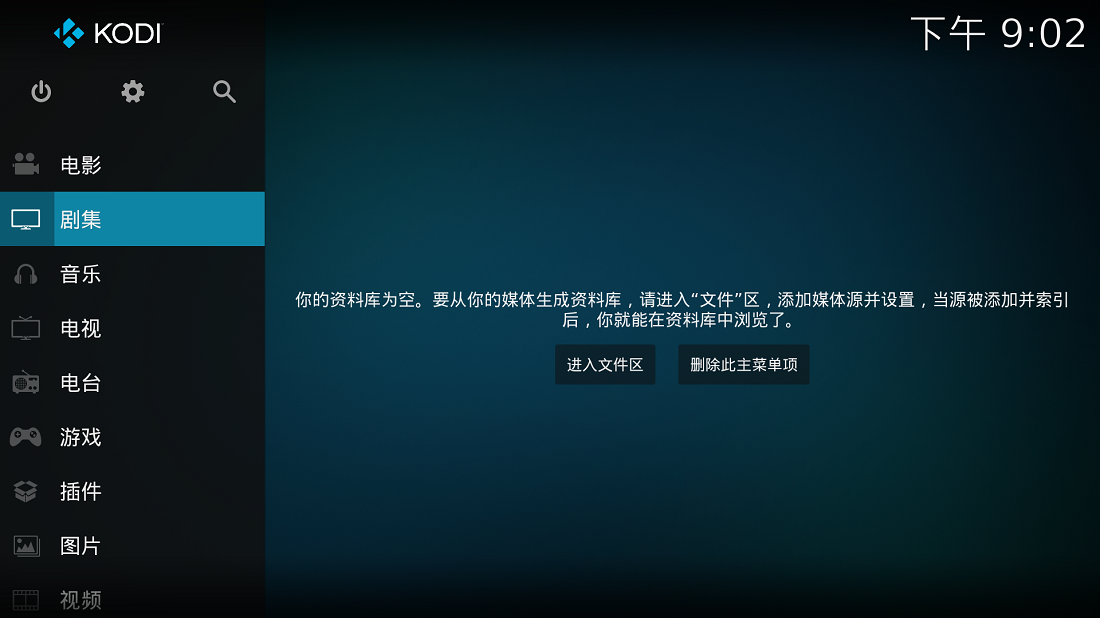 KODI
下午 9:02
电影
剧集
音乐
电视
电台
游戏
插件
图片
视频
你的资料库为空。要从你的媒体生成资料库，请进入“文件”区，添加媒体源并设置，当源被添加并索引
后，你就能在资料库中浏览了。
进入文件区
删除此主菜单项